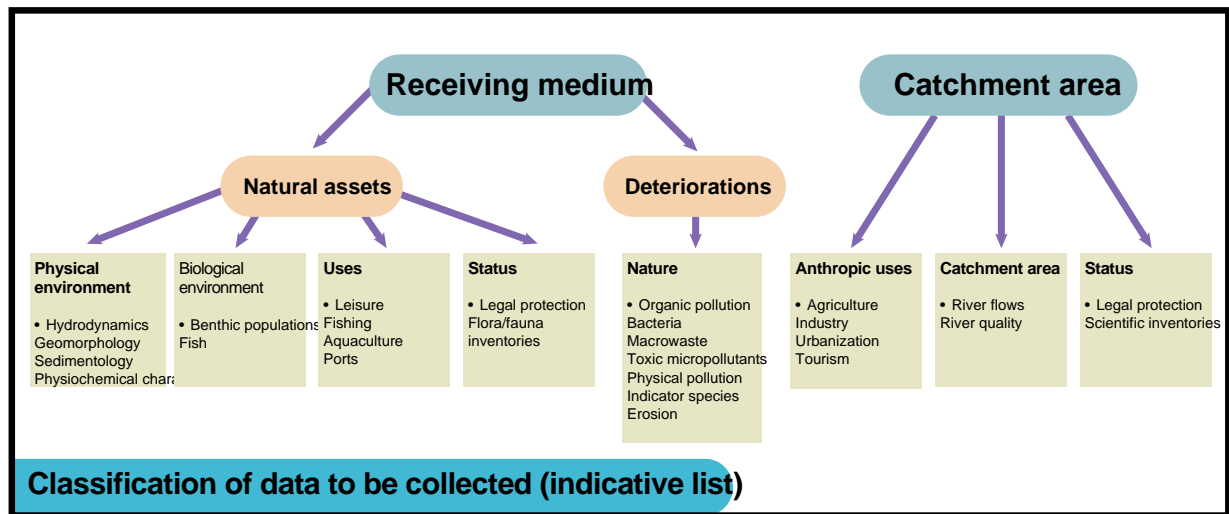 Receiving medium
Catchment area
Natural assets
Deteriorations
Physical
environment
• Hydrodynamics
Geomorphology
Sedimentology
Physiochemical
Biological
environment
• Benthic populations
Fish
Uses
• Leisure
Fishing
Aquaculture
Ports
Status
• Legal protection
Flora/fauna
inventories
Nature
• Organic pollution
Bacteria
Macrowaste
Toxic micropollutants
Physical pollution
Indicator species
Erosion
Anthropic uses
• Agriculture
Industry
Urbanization
Tourism
Catchment area
• River flows
River quality
Status
• Legal protection
Scientific inventories
Classification of data to be collected (indicative list)